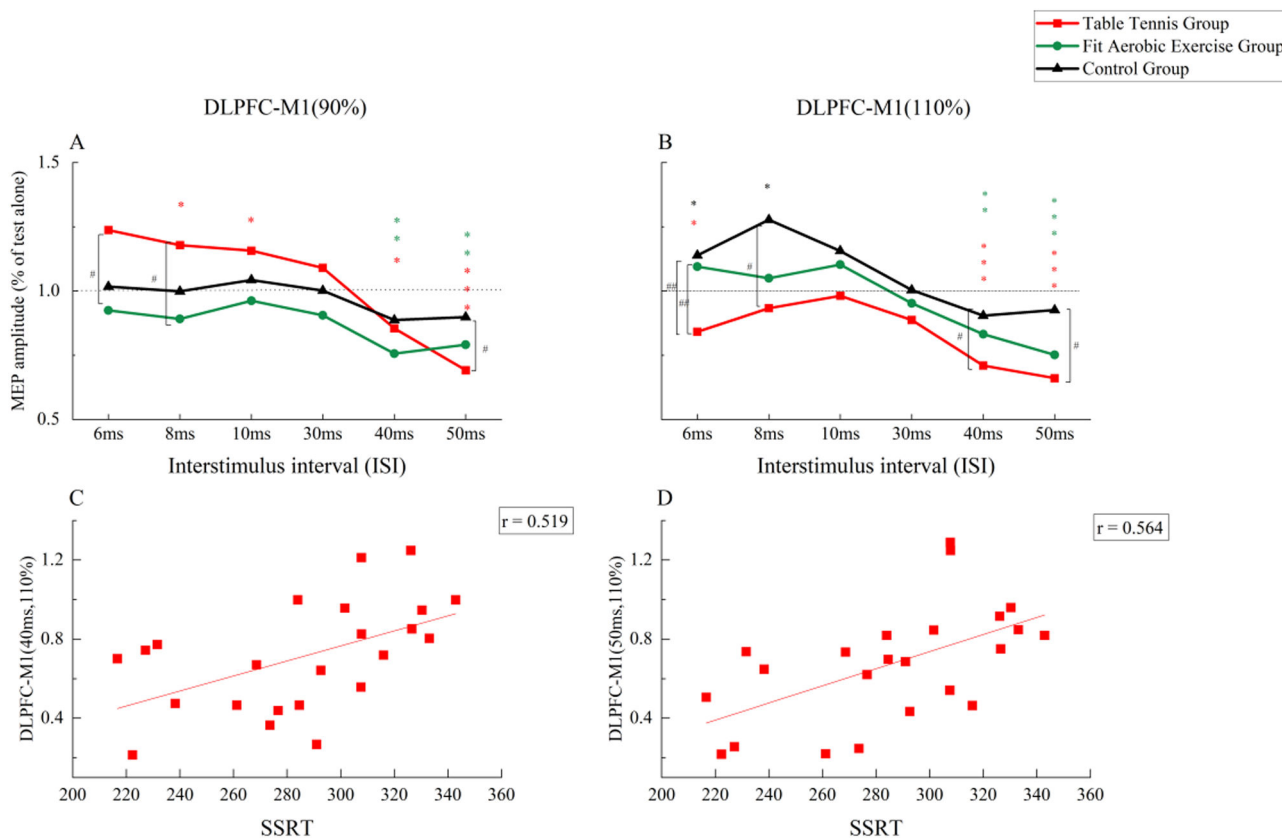 Table Tennis Group
Fit Aerobic Exercise Group
Control Group
DLPFC-M1(90%)
DLPFC-M1(110%)
A
B
MEP amplitude (% of test alone)
1.5
1.0
0.5
* * * * * * * * * *
# # #
6ms 8ms 10ms 30ms 40ms 50ms
Interstimulus interval (ISI)
* * * * * * * * * * * * * *
## ## # # #
6ms 8ms 10ms 30ms 40ms 50ms
Interstimulus interval (ISI)
C
D
r = 0.519
r = 0.564
DLPFC-M1(40ms,110%)
1.2
0.8
0.4
200 220 240 260 280 300 320 340 360
SSRT
DLPFC-M1(50ms,110%)
1.2
0.8
0.4
200 220 240 260 280 300 320 340 360
SSRT